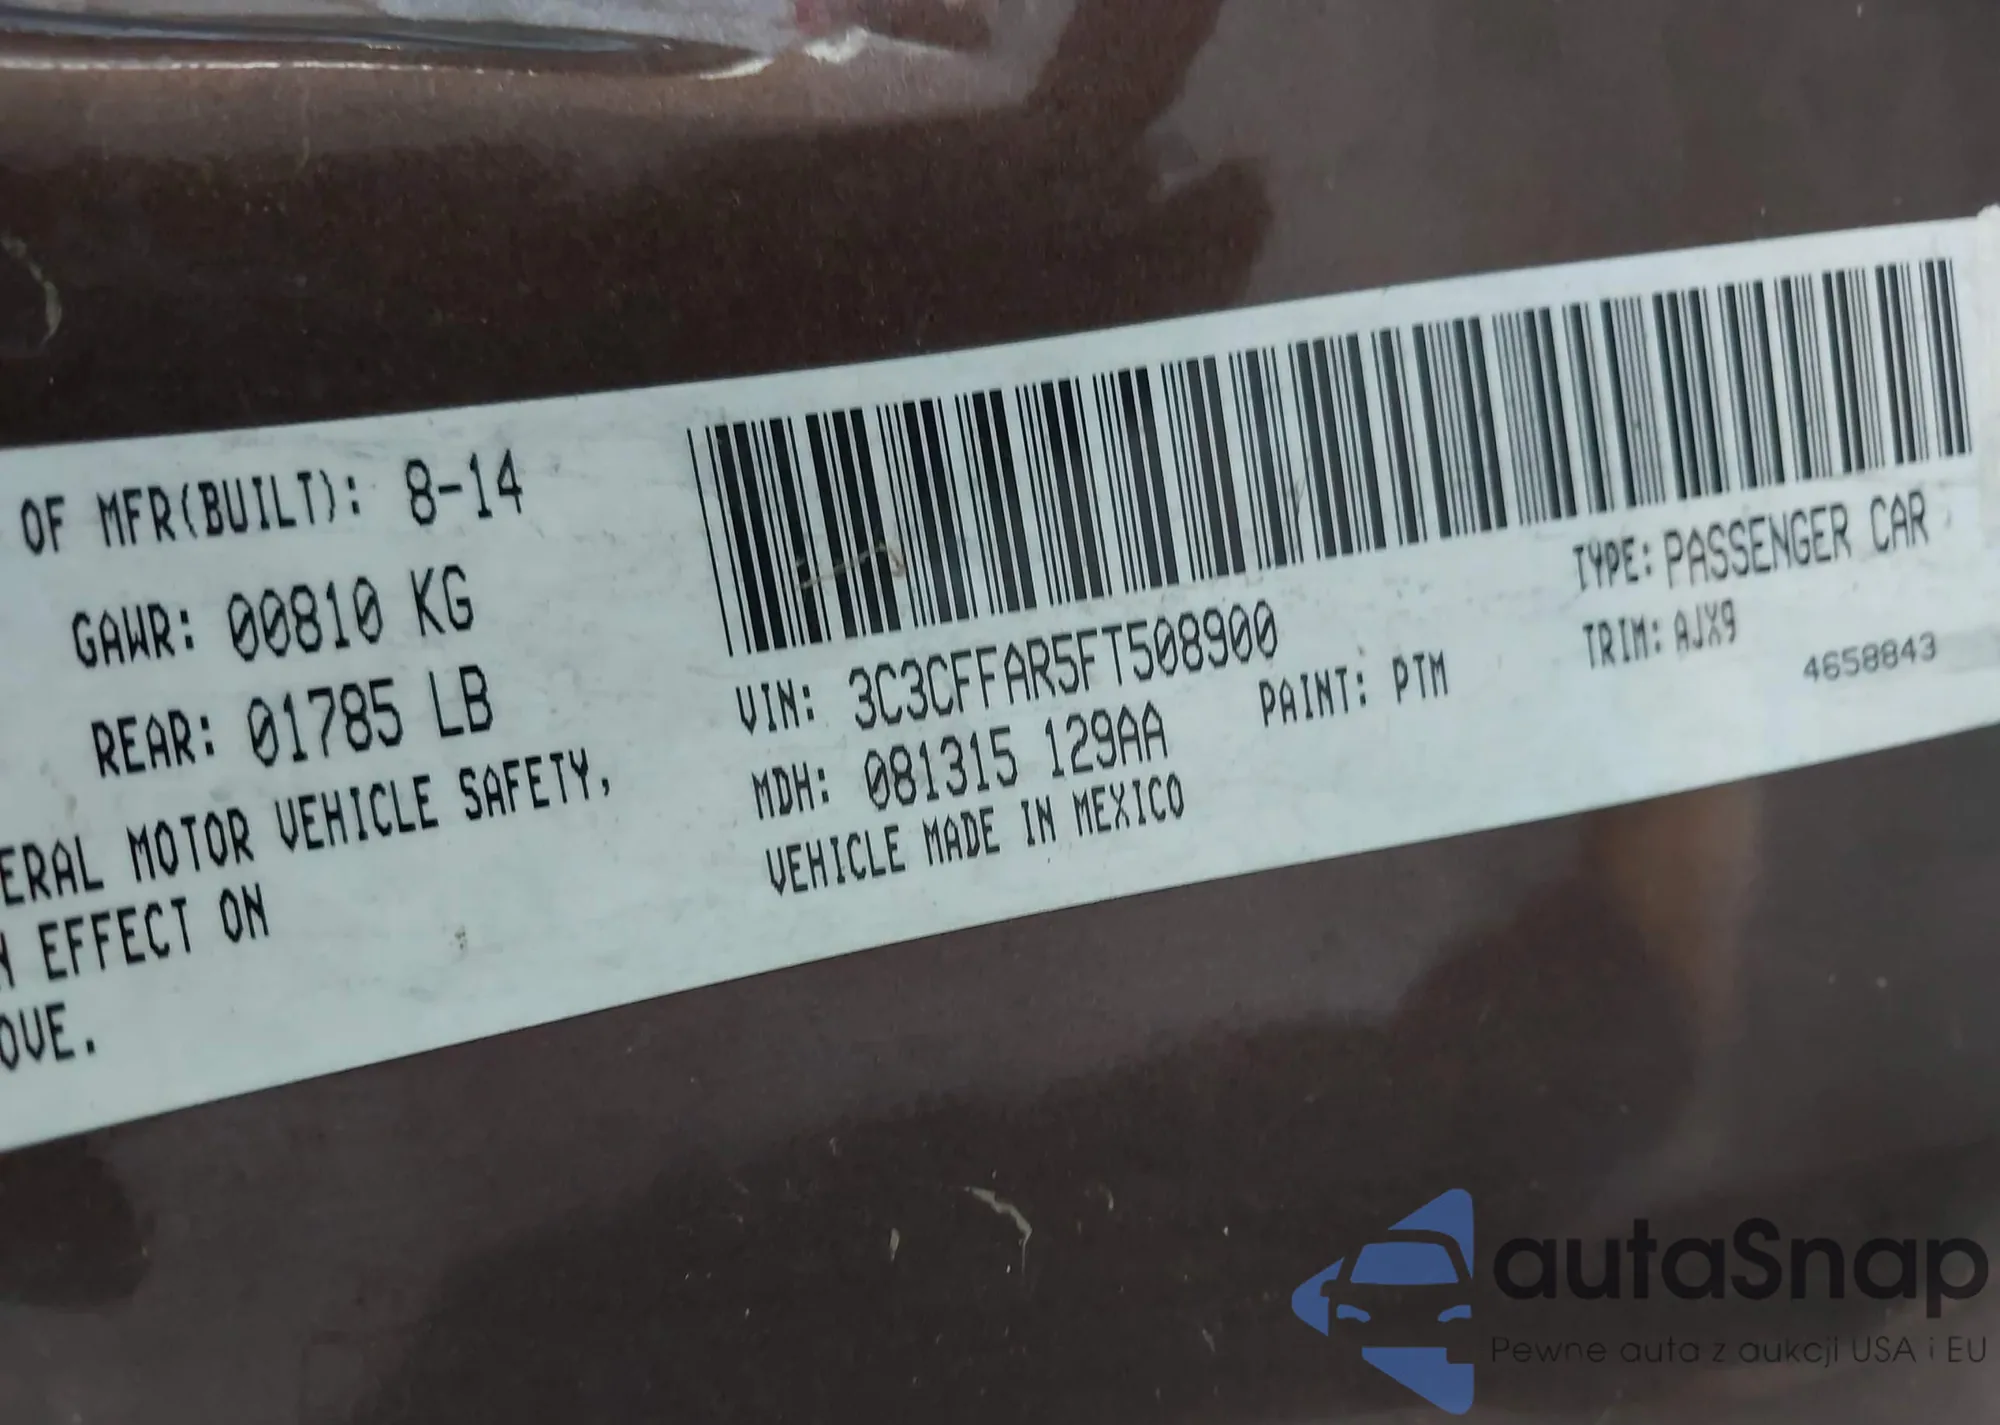 OF MFR(BUILT): 8-14
GAWR: 00810 KG
REAR: 01785 LB
ERAL MOTOR VEHICLE SAFETY,
EFFECT ON
OVE.
VIN: 3C3CFFAR5FT508900
MDH: 081315 129AA
PAINT: PTM
VEHICLE MADE IN MEXICO
TYPE: PASSENGER CAR
TRIM: AJX9
4658843
autaSnap
Pewne auta z aukcji USA i EU